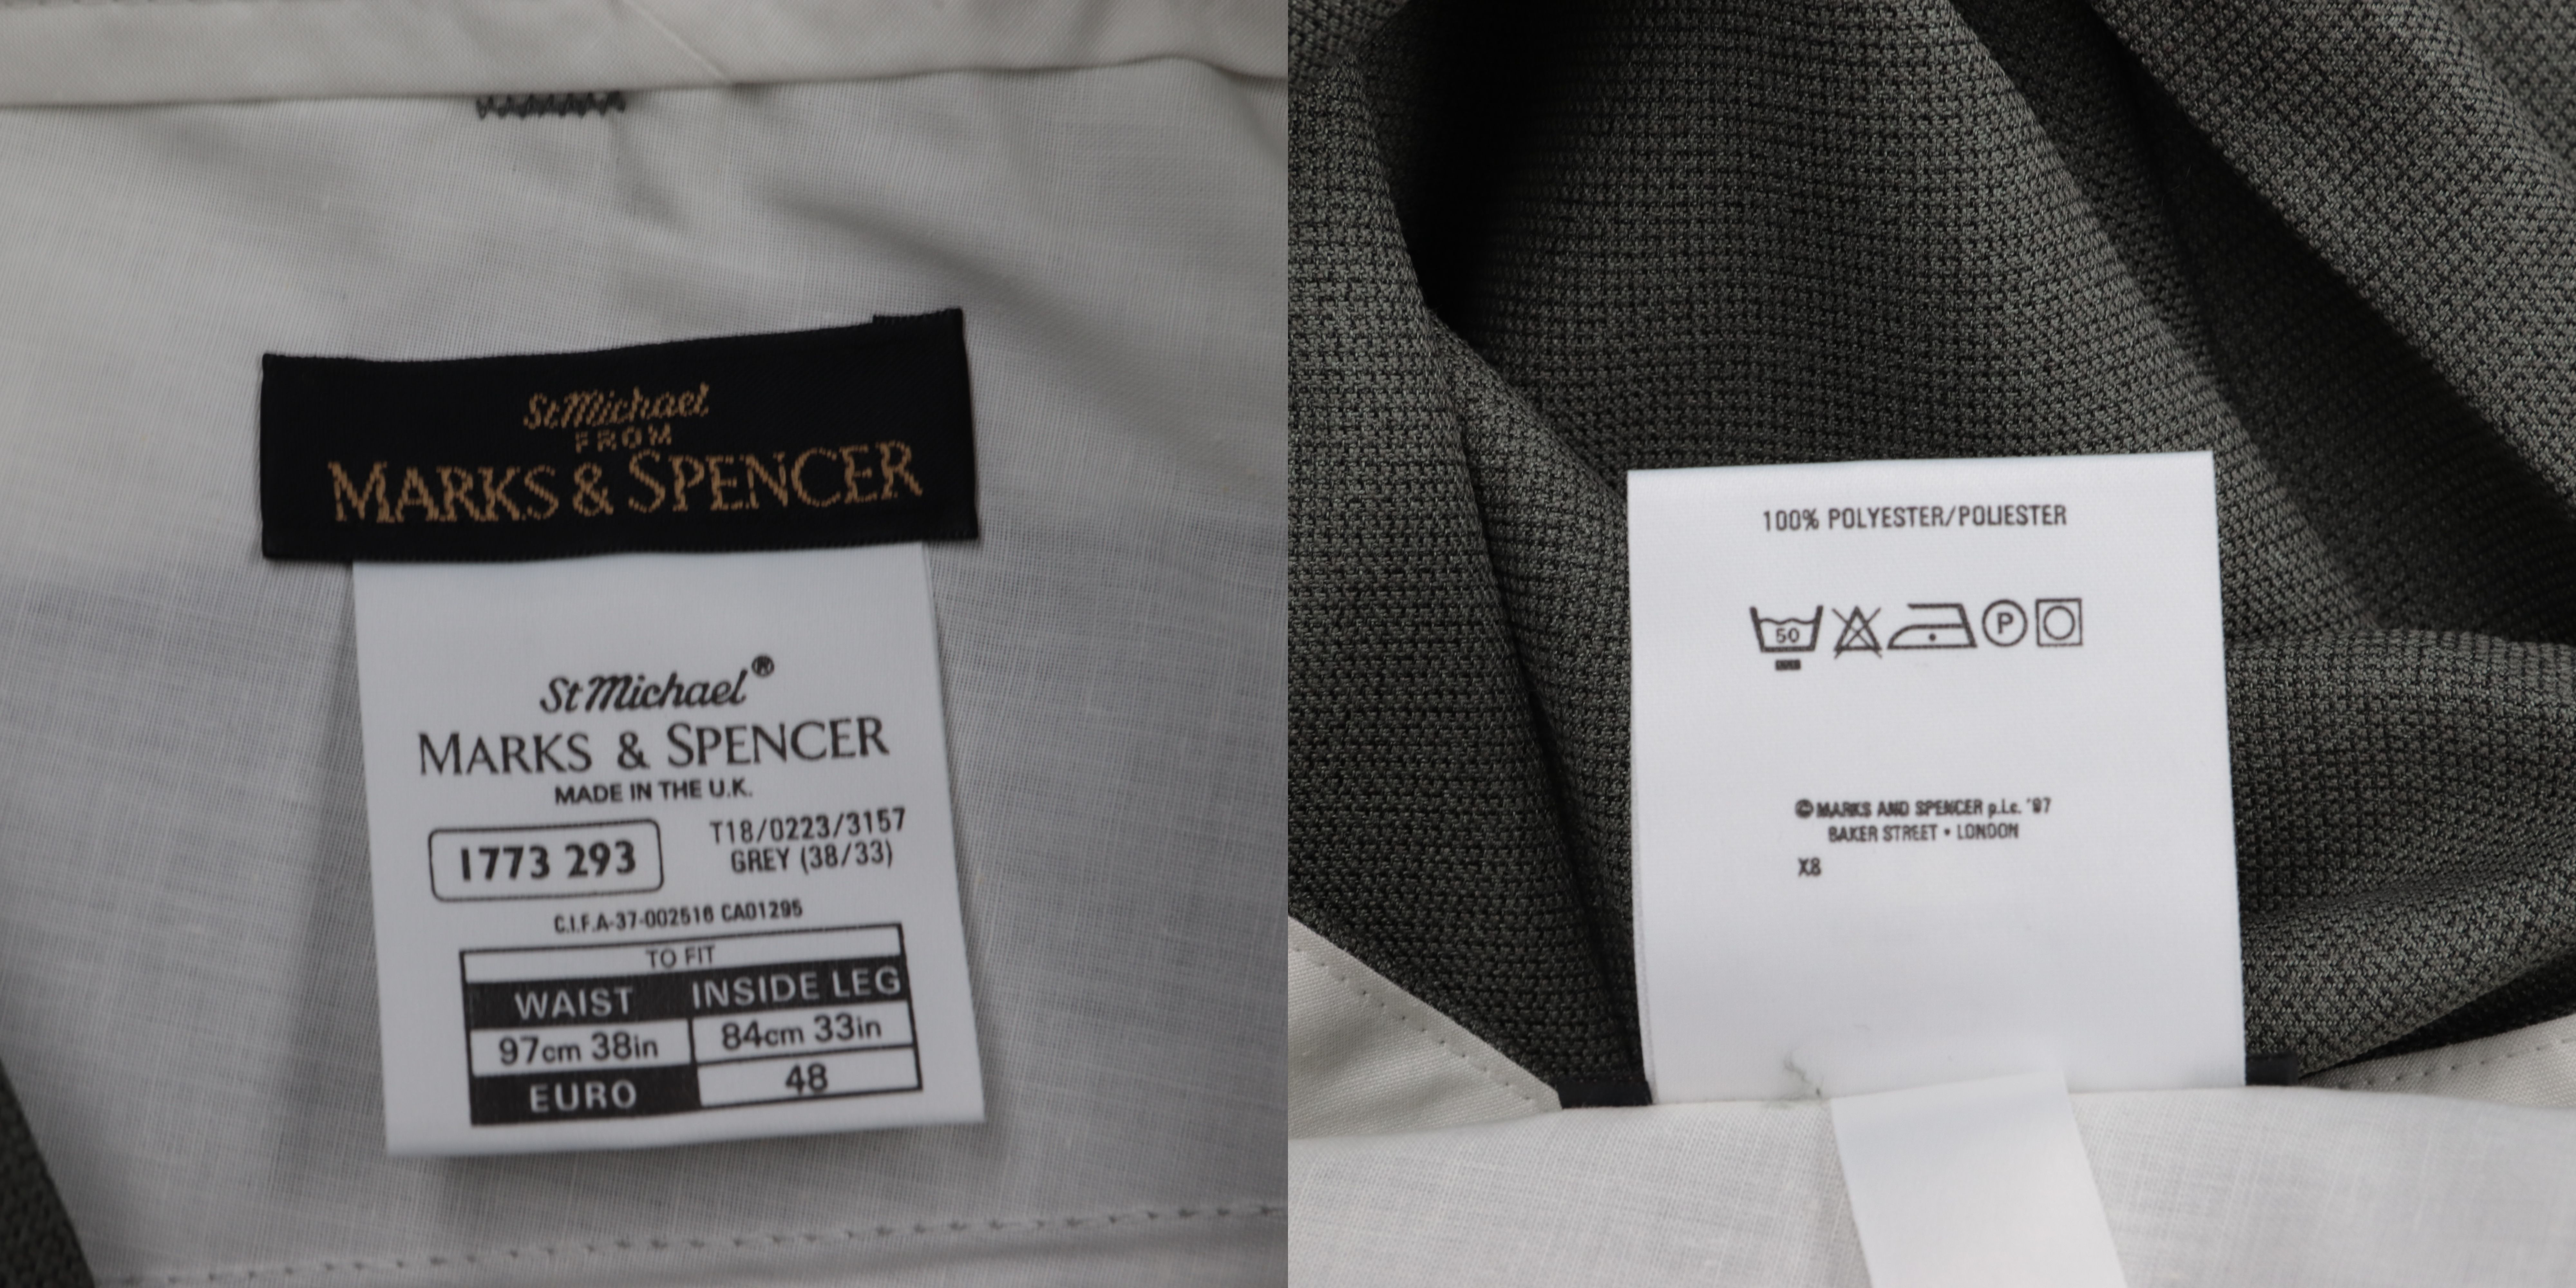 St Michael
FROM
MARKS & SPENCER
St Michael®
MARKS & SPENCER
MADE IN THE U.K.
1773 293
T18/0223/3157
GREY (38/33)
C.I.F.A-37-002516 CA01295
TO FIT
WAIST INSIDE LEG
97cm 38in 84cm 33in
EURO 48
100% POLYESTER/POLIESTER
50 P
© MARKS AND SPENCER p.l.c. '97
BAKER STREET • LONDON
X8